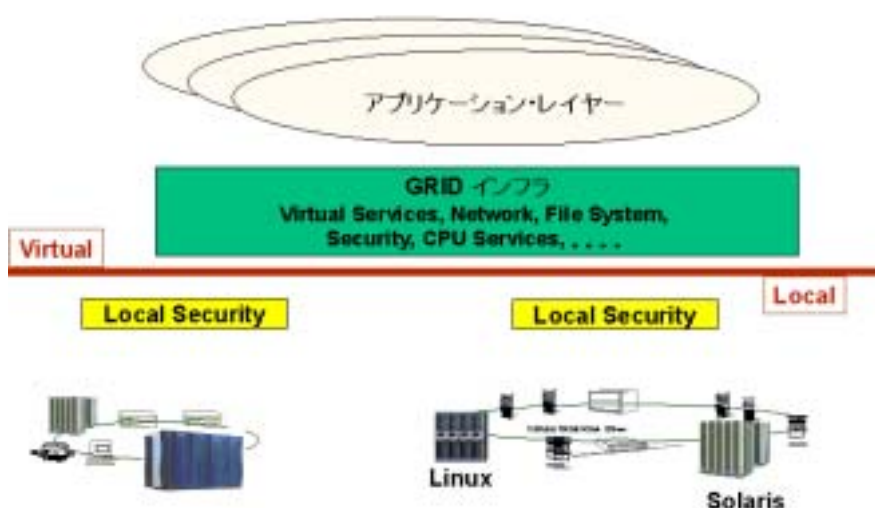 アプリケーション・レイヤー
GRID インフラ
Virtual Services, Network, File System,
Security, CPU Services, . . . .
Virtual
Local
Local Security
Local Security
Linux
Solaris